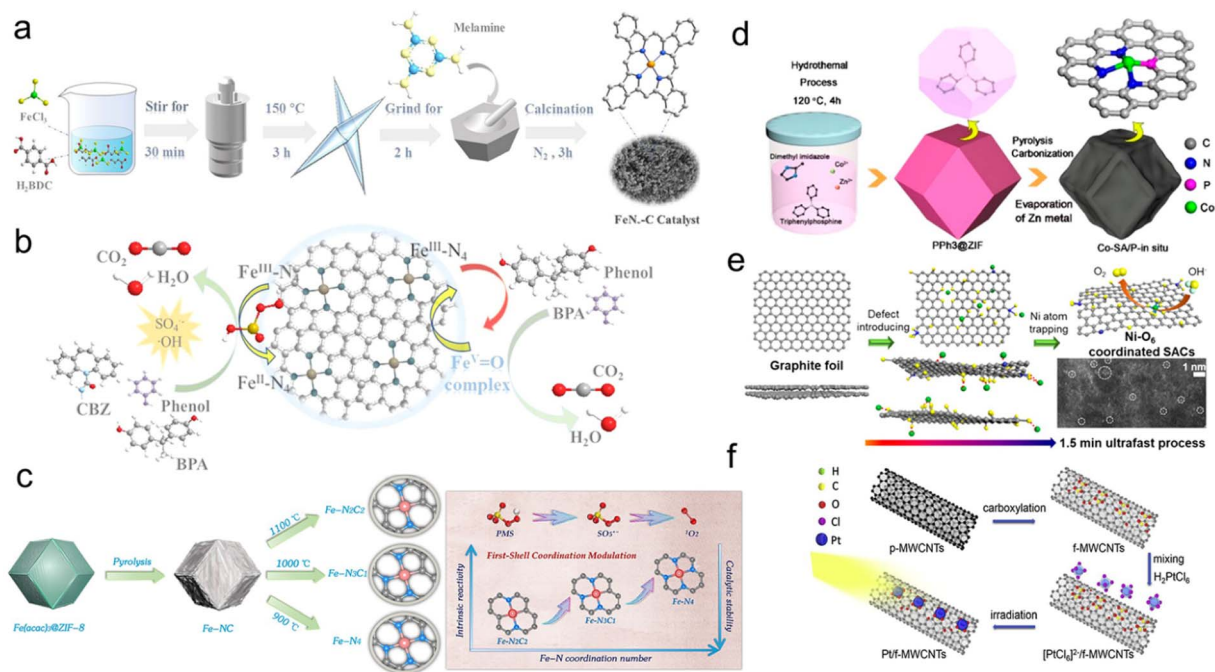 a
FeCl3
H2BDC
Stir for
30 min
150 °C
3 h
Melamine
Grind for
2 h
Calcination
N2 , 3h
FeNx-C Catalyst
b
CO2
H2O
SO4·-
·OH
CBZ
Phenol
BPA
FeIII-N4
FeII-N4
FeIII-N4
FeV=O
complex
Phenol
BPA
CO2
H2O
c
Fe(acac)3@ZIF-8
Pyrolysis
Fe-NC
1100 ℃
1000 ℃
900 ℃
Fe-N2C2
Fe-N3C1
Fe-N4
PMS
SO5•-
1O2
First-Shell Coordination Modulation
Intrinsic reactivity
Catalytic stability
Fe-N2C2
Fe-N3C1
Fe-N4
Fe-N coordination number
d
Hydrothemal
Process
120 °C, 4h
Dimethyl imidazole
Co2+
Zn2+
Triphenylphosphine
PPh3@ZIF
Pyrolysis
Carbonization
Evaporation
of Zn metal
Co-SA/P-in situ
C
N
P
Co
e
Graphite foil
Defect
introducing
Ni atom
trapping
O2
OH-
Ni-O6
coordinated SACs
1 nm
1.5 min ultrafast process
f
H
C
O
Cl
Pt
p-MWCNTs
carboxylation
f-MWCNTs
mixing
H2PtCl6
[PtCl6]2-/f-MWCNTs
irradiation
Pt/f-MWCNTs